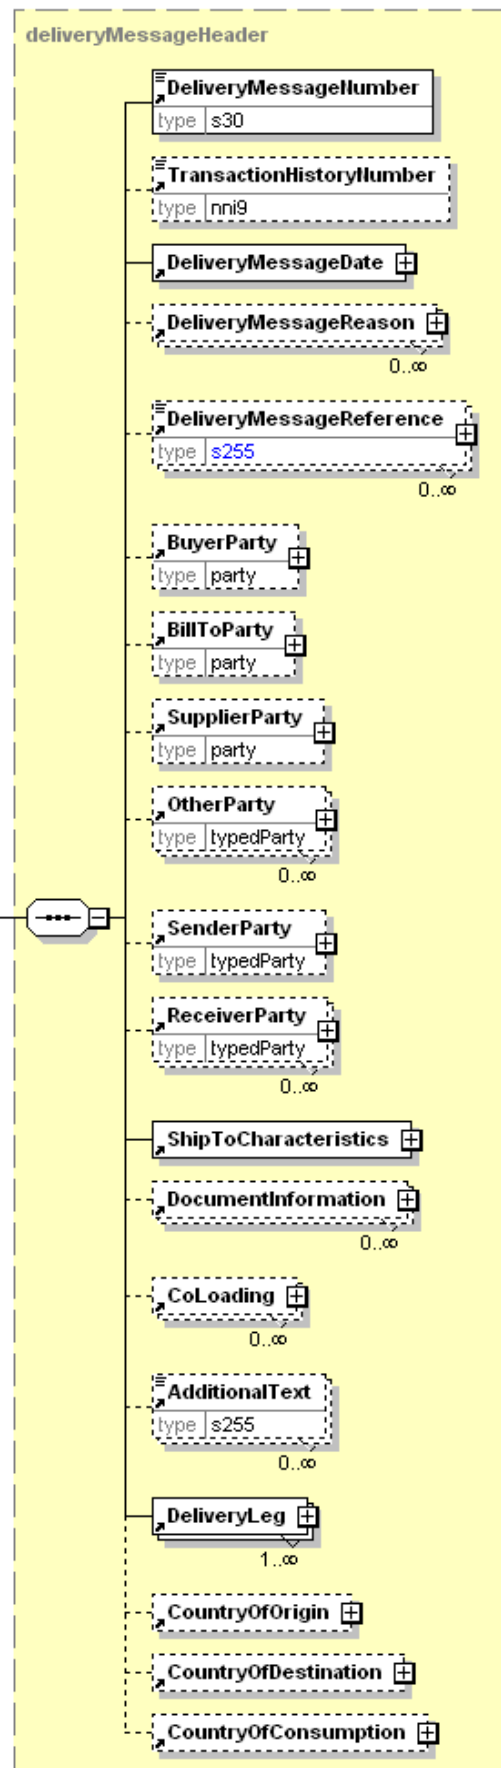 deliveryMessageHeader
DeliveryMessageNumber
type s30
TransactionHistoryNumber
type nni9
DeliveryMessageDate
DeliveryMessageReason
0..∞
DeliveryMessageReference
type s255
0..∞
BuyerParty
type party
BillToParty
type party
SupplierParty
type party
OtherParty
type typedParty
0..∞
SenderParty
type typedParty
ReceiverParty
type typedParty
0..∞
ShipToCharacteristics
DocumentInformation
0..∞
CoLoading
0..∞
AdditionalText
type s255
0..∞
DeliveryLeg
1..∞
CountryOfOrigin
CountryOfDestination
CountryOfConsumption